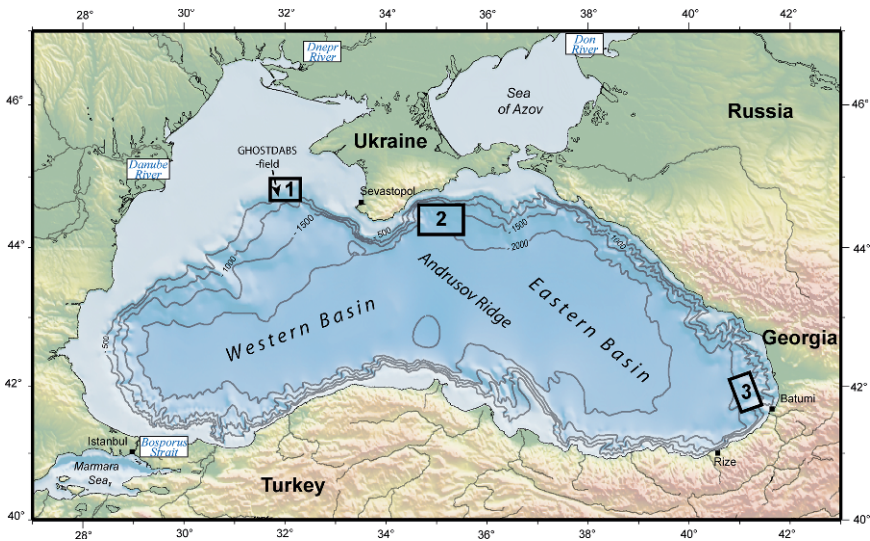 28° 30° 32° 34° 36° 38° 40° 42°
Dnepr
River
Don
River
46°
46°
Sea
of Azov
Russia
Ukraine
GHOSTDABS
-field
Danube
River
1
Sevastopol
2
1500
500
1500
1000
44°
44°
2000
1000
Andrusov Ridge
Eastern Basin
Western Basin
500
Georgia
42°
42°
3
Batumi
Istanbul
Bosporus
Strait
Marmara
Sea
Rize
Turkey
40°
40°
28° 30° 32° 34° 36° 38° 40° 42°